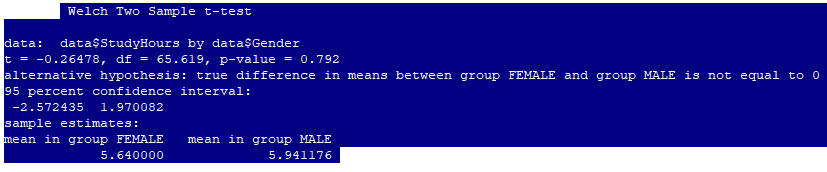 Welch Two Sample t-test
data:  data$StudyHours by data$Gender
t = -0.26478, df = 65.619, p-value = 0.792
alternative hypothesis: true difference in means between group FEMALE and group MALE is not equal to 0
95 percent confidence interval:
 -2.572435  1.970082
sample estimates:
mean in group FEMALE   mean in group MALE
            5.640000             5.941176